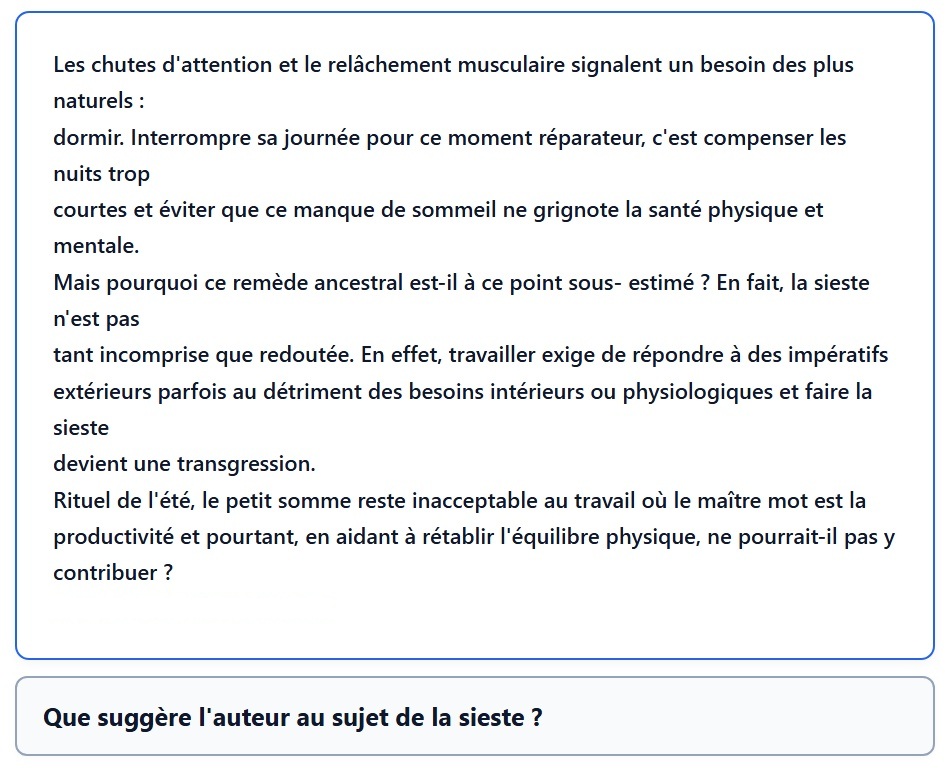 Les chutes d'attention et le relâchement musculaire signalent un besoin des plus
naturels :
dormir. Interrompre sa journée pour ce moment réparateur, c'est compenser les
nuits trop
courtes et éviter que ce manque de sommeil ne grignote la santé physique et
mentale.
Mais pourquoi ce remède ancestral est-il à ce point sous- estimé ? En fait, la sieste
n'est pas
tant incomprise que redoutée. En effet, travailler exige de répondre à des impératifs
extérieurs parfois au détriment des besoins intérieurs ou physiologiques et faire la
sieste
devient une transgression.
Rituel de l'été, le petit somme reste inacceptable au travail où le maître mot est la
productivité et pourtant, en aidant à rétablir l'équilibre physique, ne pourrait-il pas y
contribuer ?
Que suggère l'auteur au sujet de la sieste ?